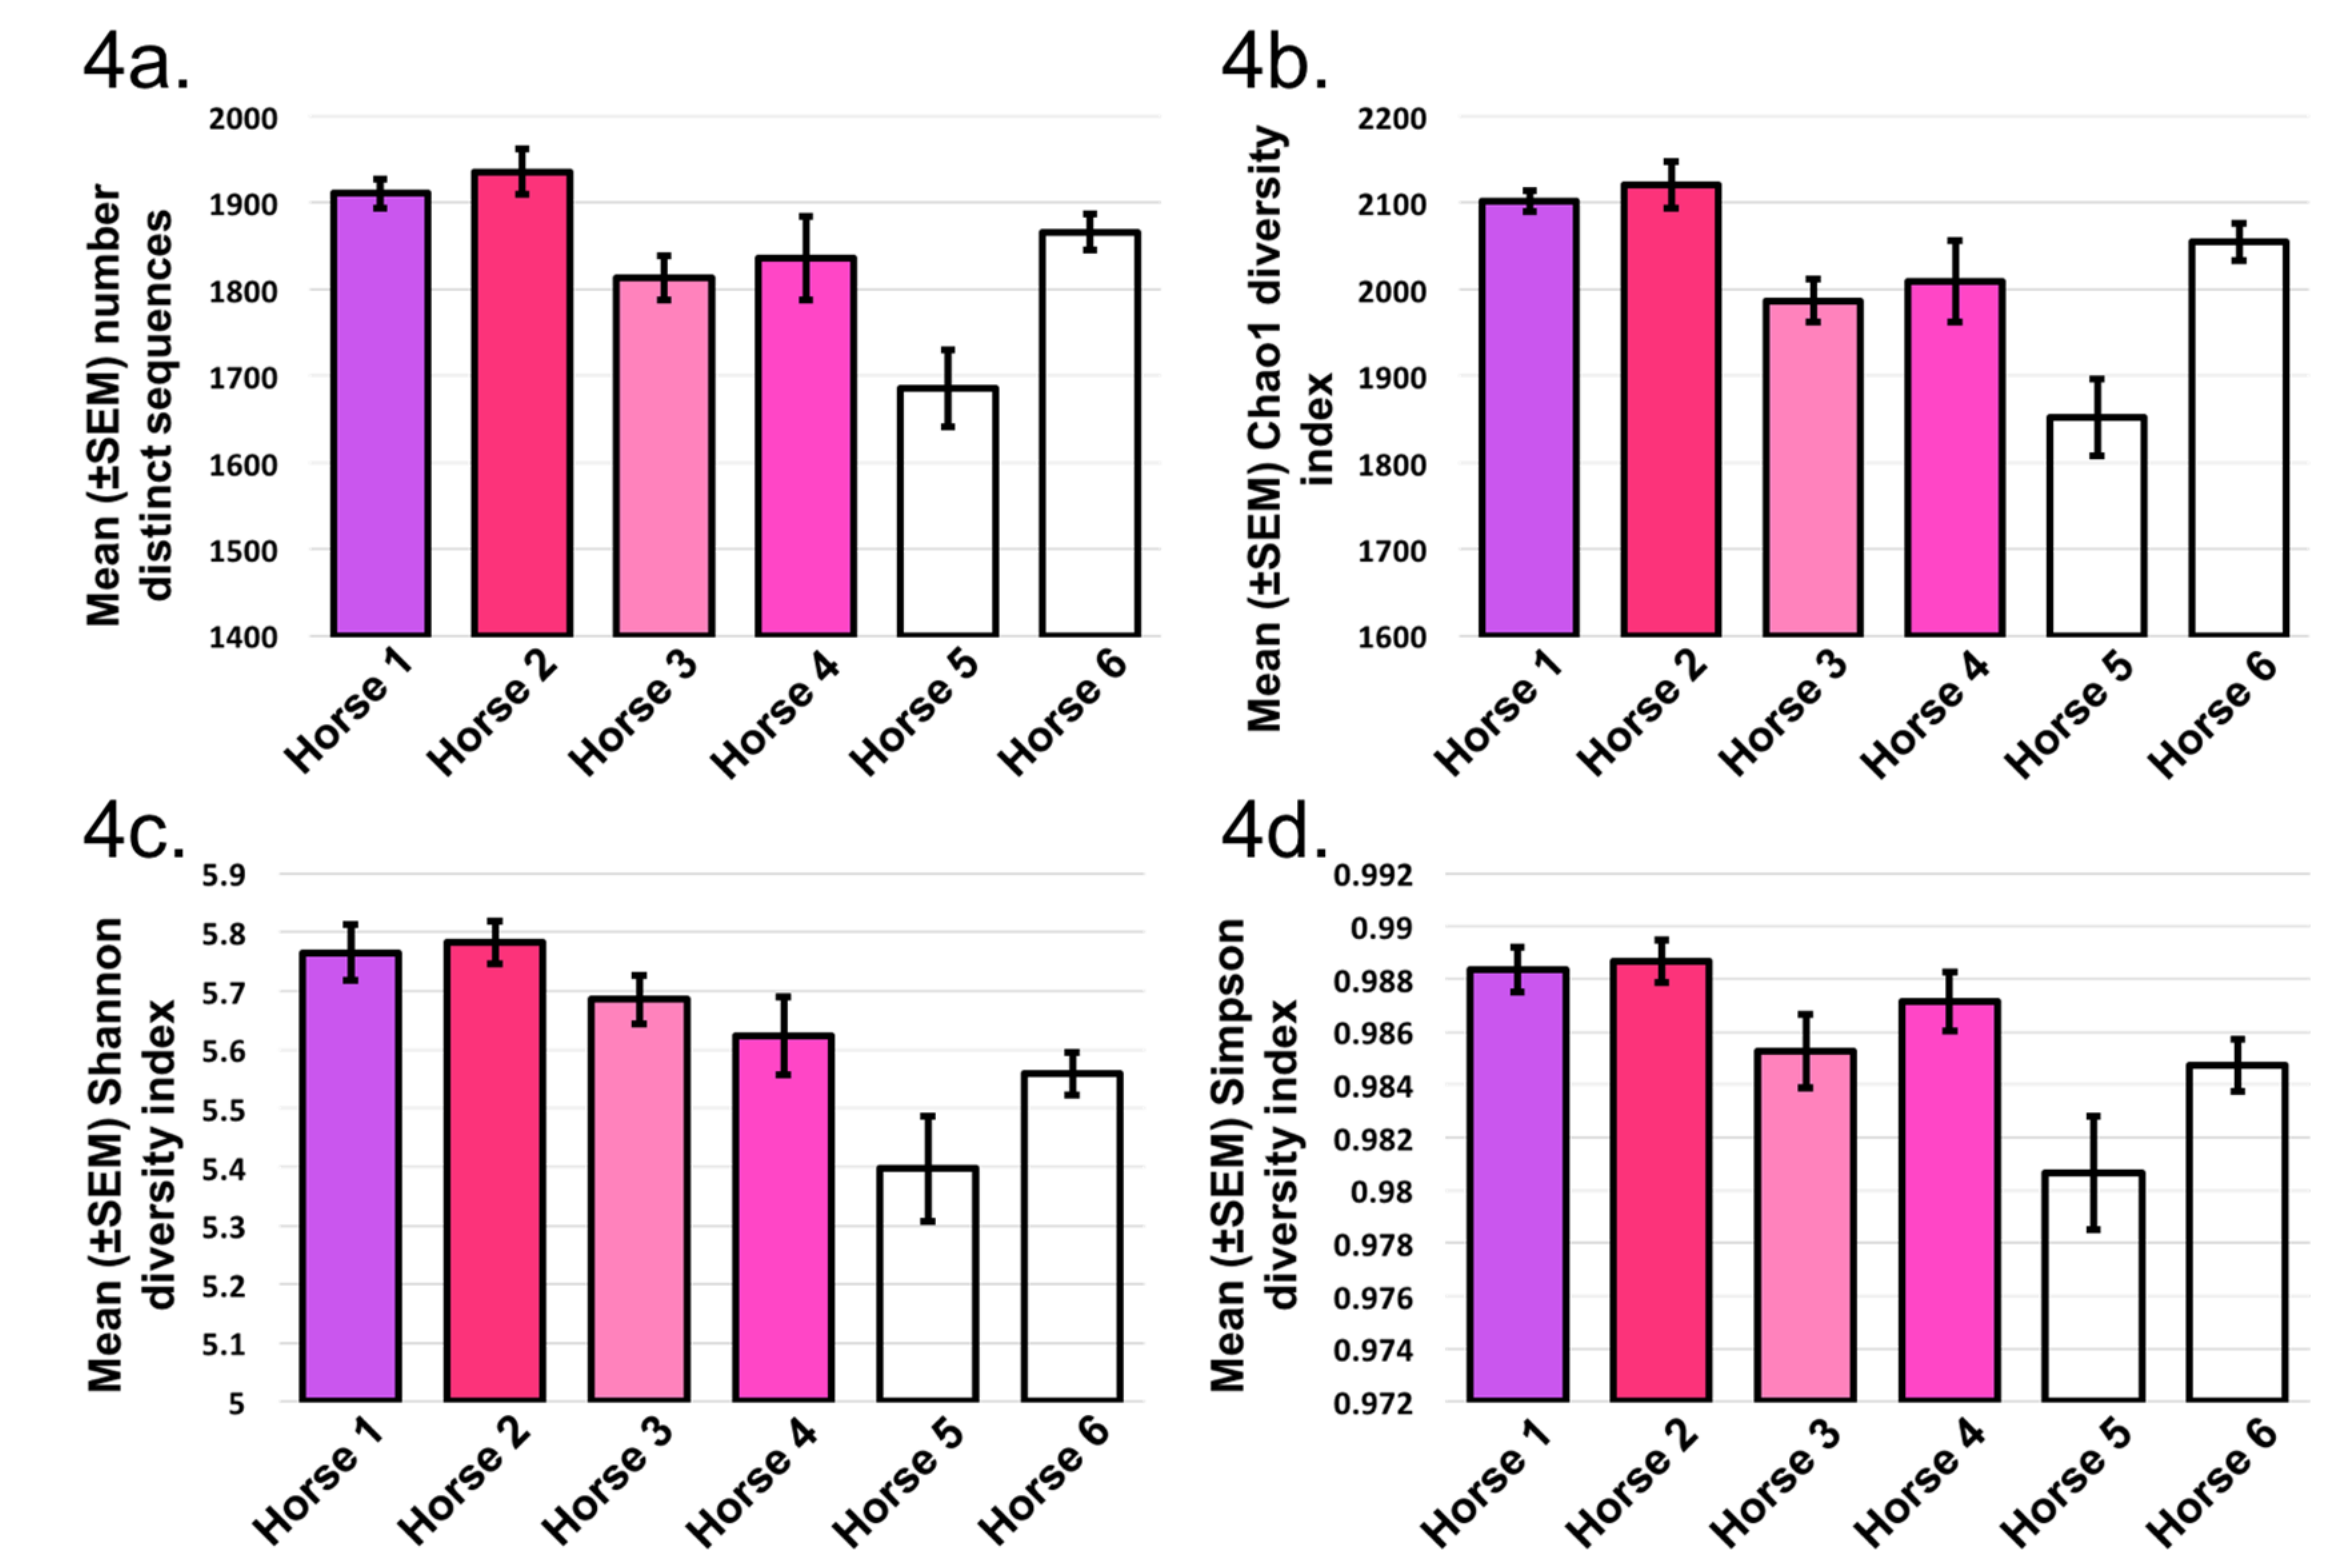 4a.
Mean (±SEM) number
distinct sequences
2000
1900
1800
1700
1600
1500
1400
Horse 1
Horse 2
Horse 3
Horse 4
Horse 5
Horse 6
4b.
Mean (±SEM) Chao1 diversity
index
2200
2100
2000
1900
1800
1700
1600
Horse 1
Horse 2
Horse 3
Horse 4
Horse 5
Horse 6
4c.
Mean (±SEM) Shannon
diversity index
5.9
5.8
5.7
5.6
5.5
5.4
5.3
5.2
5.1
5
Horse 1
Horse 2
Horse 3
Horse 4
Horse 5
Horse 6
4d.
Mean (±SEM) Simpson
diversity index
0.992
0.99
0.988
0.986
0.984
0.982
0.98
0.978
0.976
0.974
0.972
Horse 1
Horse 2
Horse 3
Horse 4
Horse 5
Horse 6